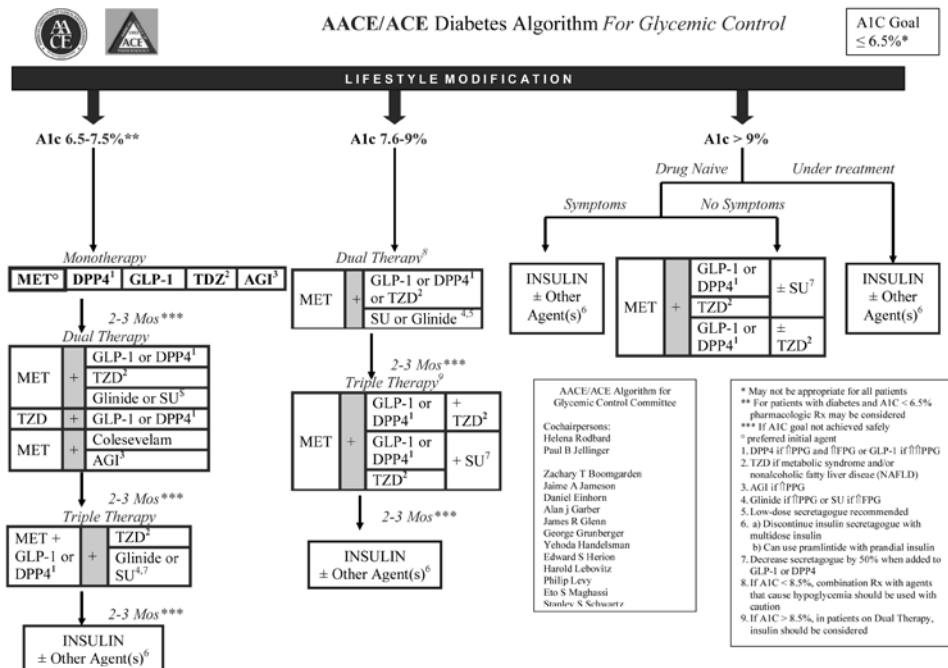 AACE
ACE
AACE/ACE Diabetes Algorithm For Glycemic Control
A1C Goal
≤ 6.5%*
LIFESTYLE MODIFICATION
A1c 6.5-7.5%**
A1c 7.6-9%
A1c > 9%
Drug Naive
Under treatment
Symptoms
No Symptoms
Monotherapy
MET° DPP4¹ GLP-1 TDZ² AGI³
2-3 Mos***
Dual Therapy
MET + GLP-1 or DPP4¹
TZD²
Glinide or SU⁵
TZD + GLP-1 or DPP4¹
MET + Colesevelam
AGI³
2-3 Mos***
Triple Therapy
MET +
GLP-1 or
DPP4¹
+
TZD²
Glinide or
SU⁴,⁷
2-3 Mos***
INSULIN
± Other Agent(s)⁶
Dual Therapy⁸
MET +
GLP-1 or DPP4¹
or TZD²
SU or Glinide ⁴,⁵
2-3 Mos***
Triple Therapy⁹
MET +
GLP-1 or
DPP4¹
+
TZD²
GLP-1 or
DPP4¹
TZD²
+ SU⁷
2-3 Mos***
INSULIN
± Other Agent(s)⁶
INSULIN
± Other
Agent(s)⁶
MET +
GLP-1 or
DPP4¹
TZD²
± SU⁷
GLP-1 or
DPP4¹
±
TZD²
INSULIN
± Other
Agent(s)⁶
AACE/ACE Algorithm for
Glycemic Control Committee
Cochairpersons:
Helena Rodbard
Paul B Jellinger
Zachary T Boomgarden
Jaime A Jameson
Daniel Einhorn
Alan j Garber
James R Glenn
George Grunberger
Yehoda Handelsman
Edward S Herion
Harold Lebovitz
Philip Levy
Eto S Maghassi
Stanley S Schwartz
* May not be appropriate for all patients
** For patients with diabetes and A1C < 6.5%
pharmacologic Rx may be considered
*** If A1C goal not achieved safely
° preferred initial agent
1. DPP4 if ⇑PPG and ⇑FPG or GLP-1 if ⇑⇑PPG
2. TZD if metabolic syndrome and/or
nonalcoholic fatty liver diseae (NAFLD)
3. AGI if ⇑PPG
4. Glinide if ⇑PPG or SU if ⇑FPG
5. Low-dose secretagogue recommended
6. a) Discontinue insulin secretagogue with
multidose insulin
b) Can use pramlintide with prandial insulin
7. Decrease secretagogue by 50% when added to
GLP-1 or DPP4
8. If A1C < 8.5%, combination Rx with agents
that cause hypoglycemia should be used with
caution
9. If A1C > 8.5%, in patients on Dual Therapy,
insulin should be considered